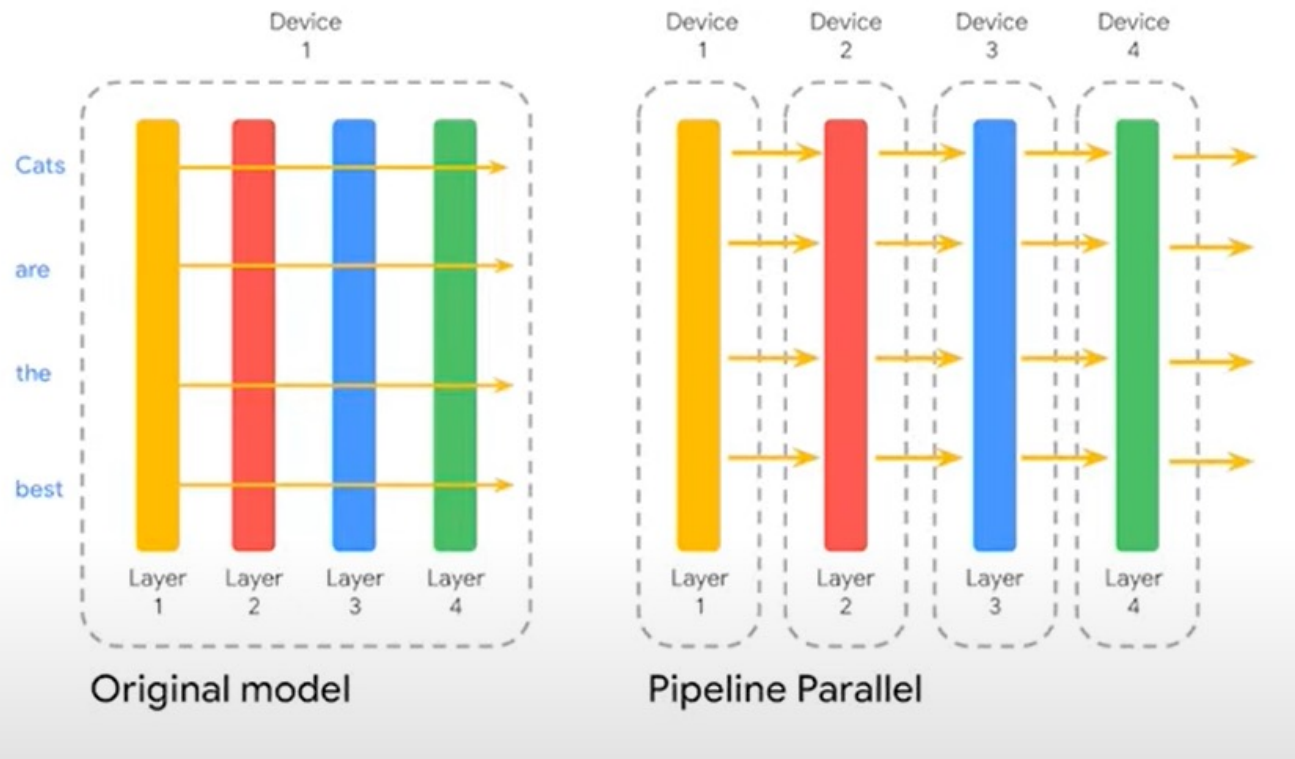 Device
1
Cats
are
the
best
Layer
1
Layer
2
Layer
3
Layer
4
Original model
Device
1
Device
2
Device
3
Device
4
Layer
1
Layer
2
Layer
3
Layer
4
Pipeline Parallel